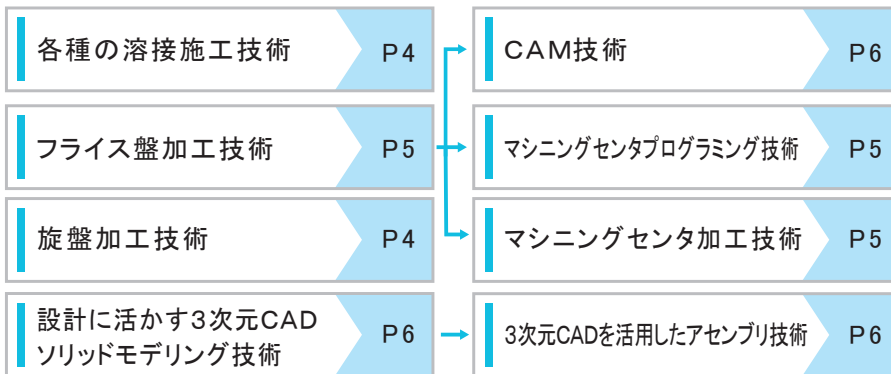 各種の溶接施工技術 P4
CAM技術 P6
フライス盤加工技術 P5
マシニングセンタプログラミング技術 P5
旋盤加工技術 P4
マシニングセンタ加工技術 P5
設計に活かす3次元CAD
ソリッドモデリング技術 P6
3次元CADを活用したアセンブリ技術 P6